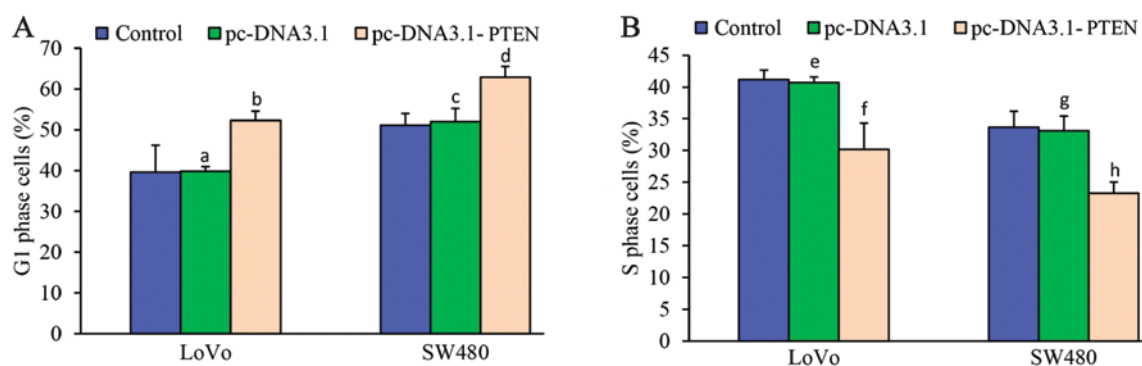 A
Control pc-DNA3.1 pc-DNA3.1- PTEN
G1 phase cells (%)
70
60
50
40
30
20
10
0
a
b
c
d
LoVo SW480
B
Control pc-DNA3.1 pc-DNA3.1-PTEN
S phase cells (%)
45
40
35
30
25
20
15
10
5
0
e
f
g
h
LoVo SW480